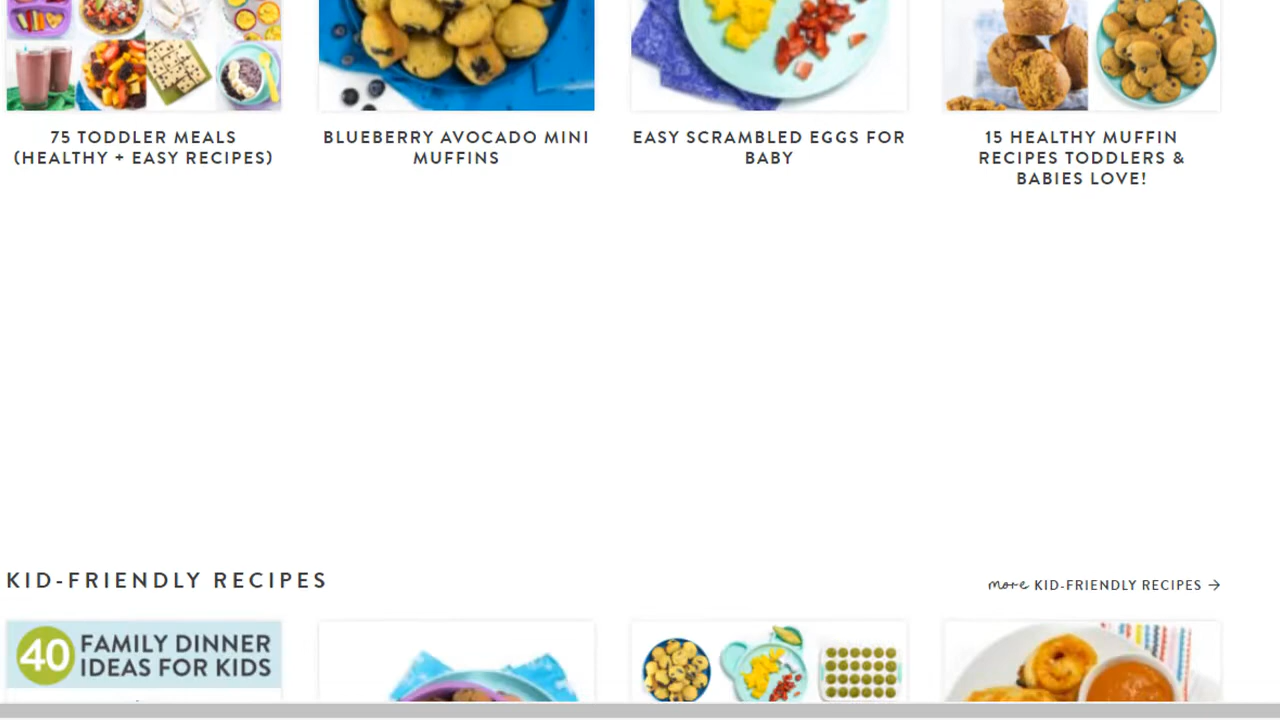 75 TODDLER MEALS
(HEALTHY + EASY RECIPES)
BLUEBERRY AVOCADO MINI
MUFFINS
EASY SCRAMBLED EGGS FOR
BABY
15 HEALTHY MUFFIN
RECIPES TODDLERS &
BABIES LOVE!
KID-FRIENDLY RECIPES
more KID-FRIENDLY RECIPES →
40 FAMILY DINNER
IDEAS FOR KIDS